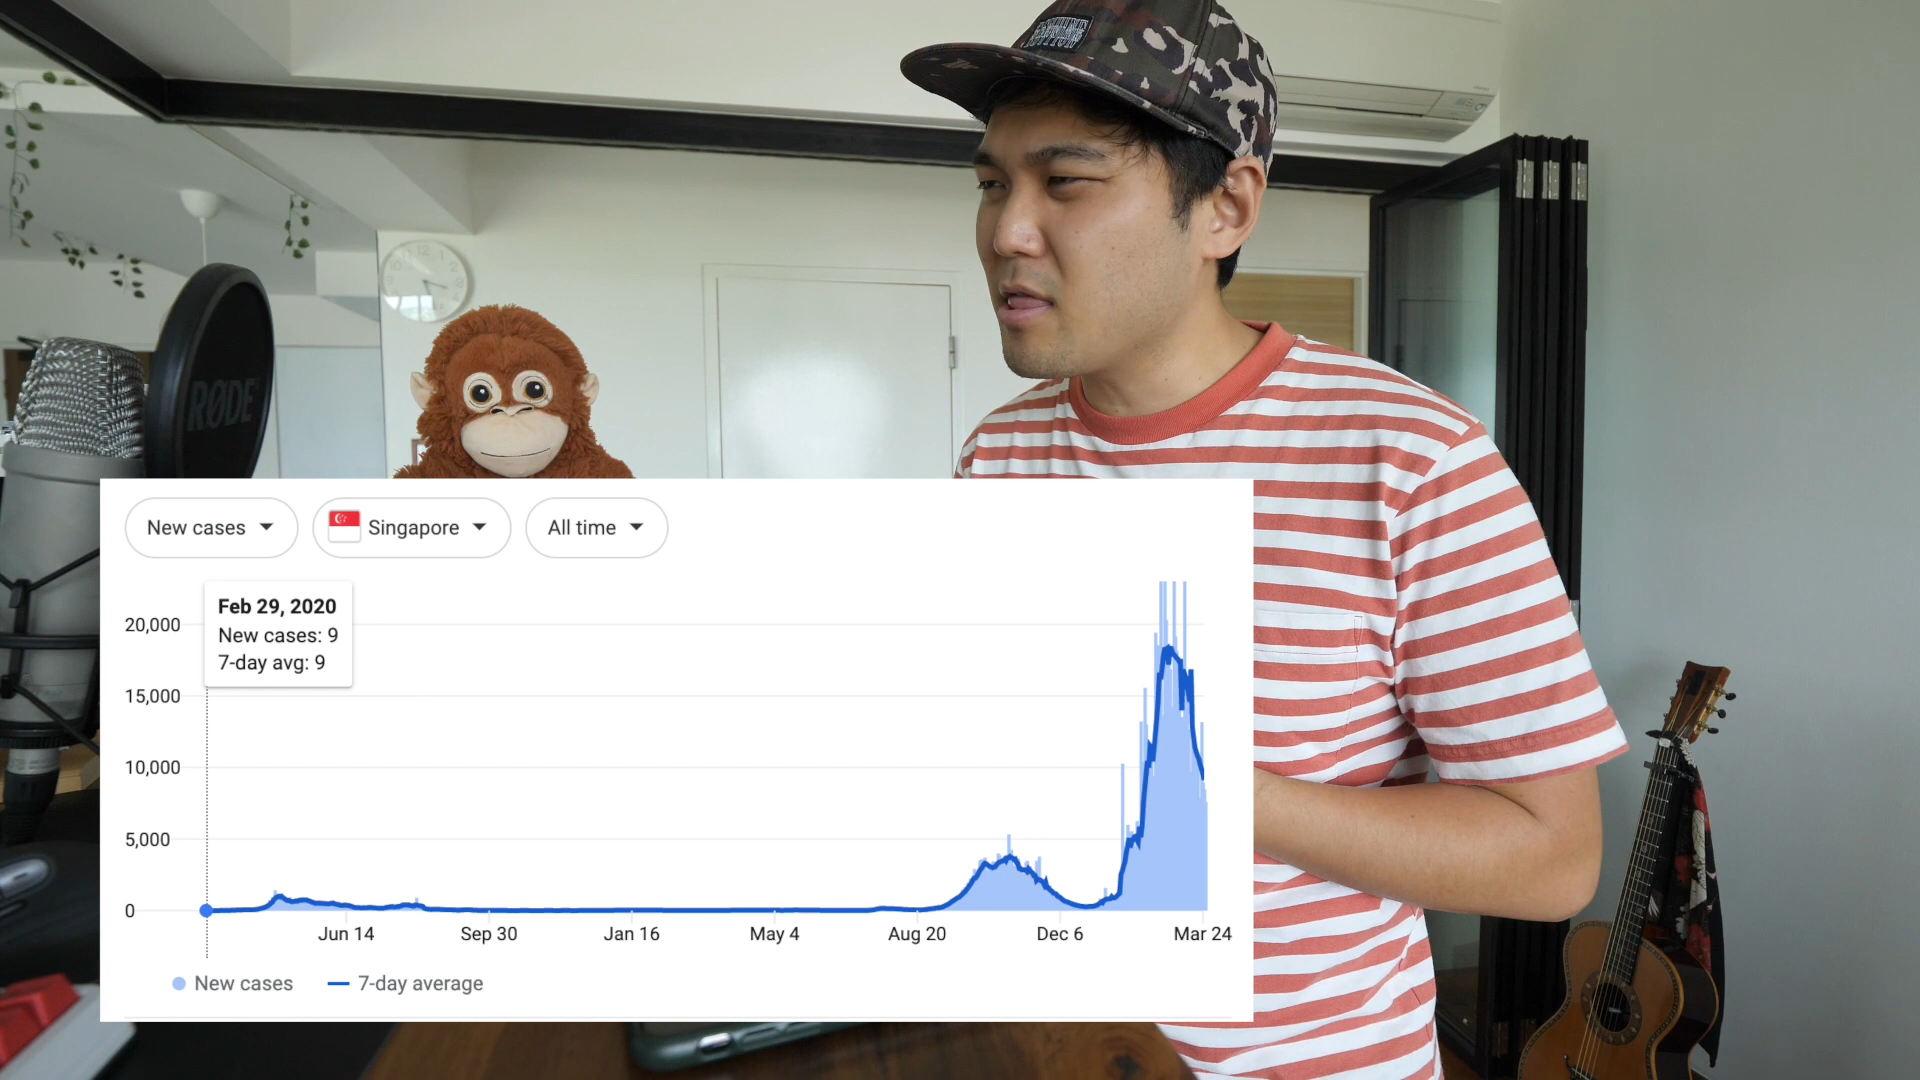 RØDE
New cases
Singapore
All time
Feb 29, 2020
New cases: 9
7-day avg: 9
20,000
15,000
10,000
5,000
0
Jun 14
Sep 30
Jan 16
May 4
Aug 20
Dec 6
Mar 24
New cases
7-day average